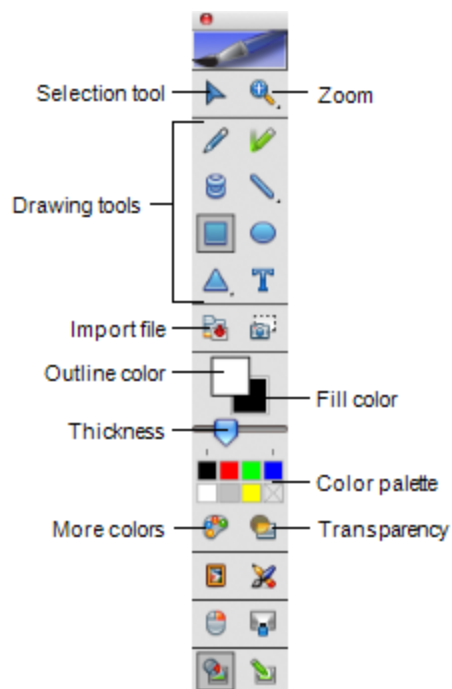 Selection tool
Zoom
Drawing tools
T
Import file
Outline color
Fill color
Thickness
Color palette
More colors
Transparency